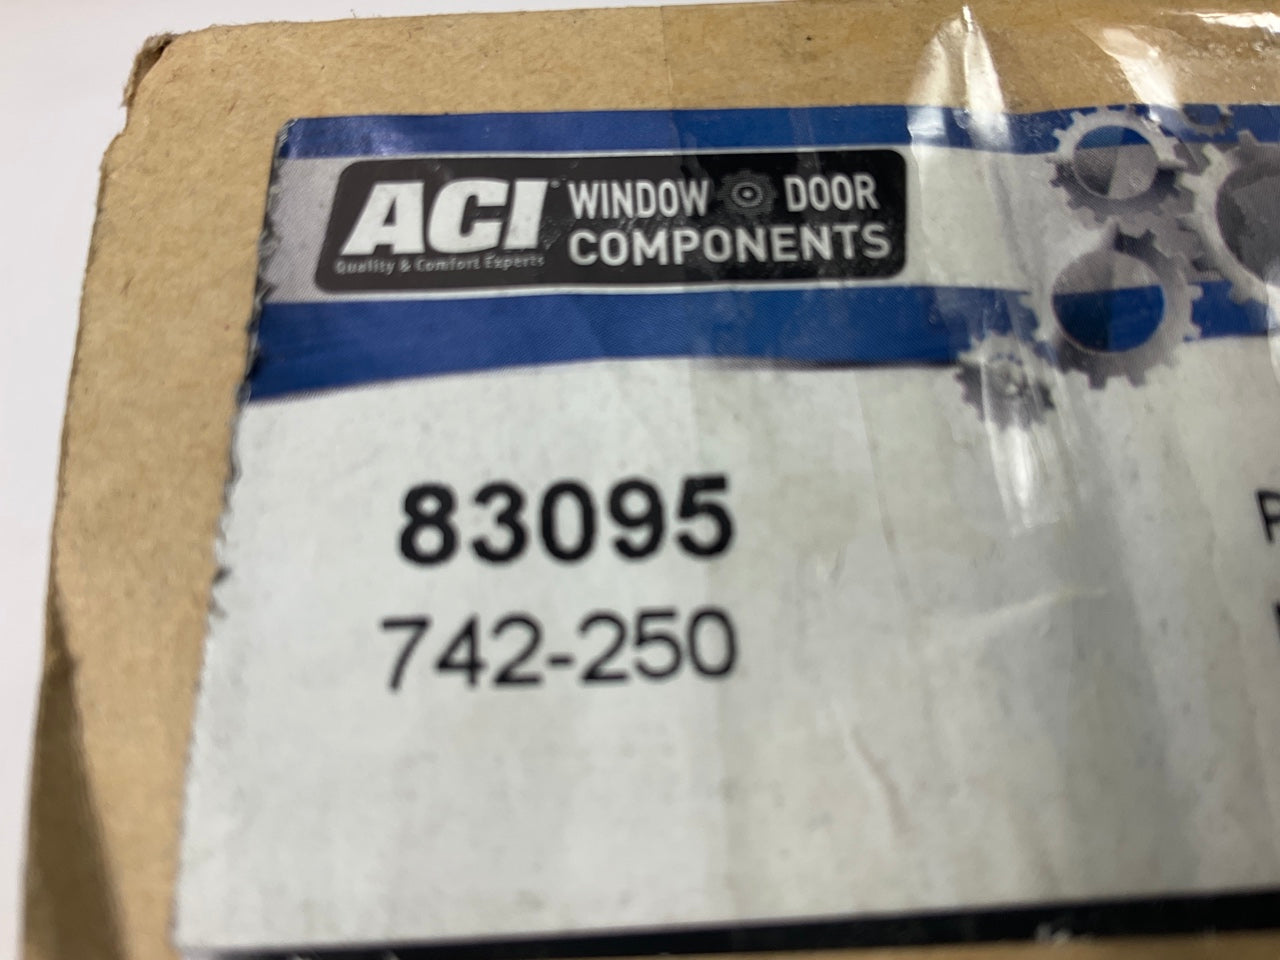 ACI® WINDOW DOOR
COMPONENTS
Quality & Comfort Experts
83095
742-250